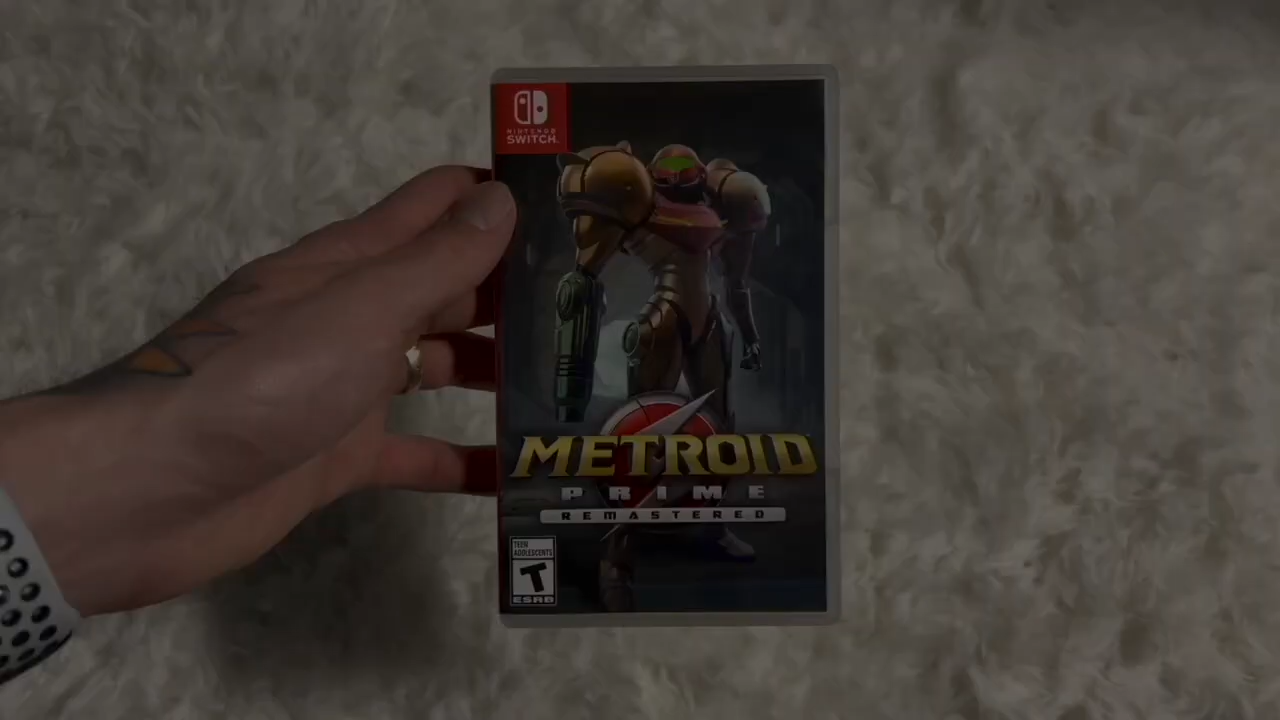 NINTENDO
SWITCH.
METROID
PRIME
REMASTERED
TEEN
ADOLESCENTS
T
ESRB